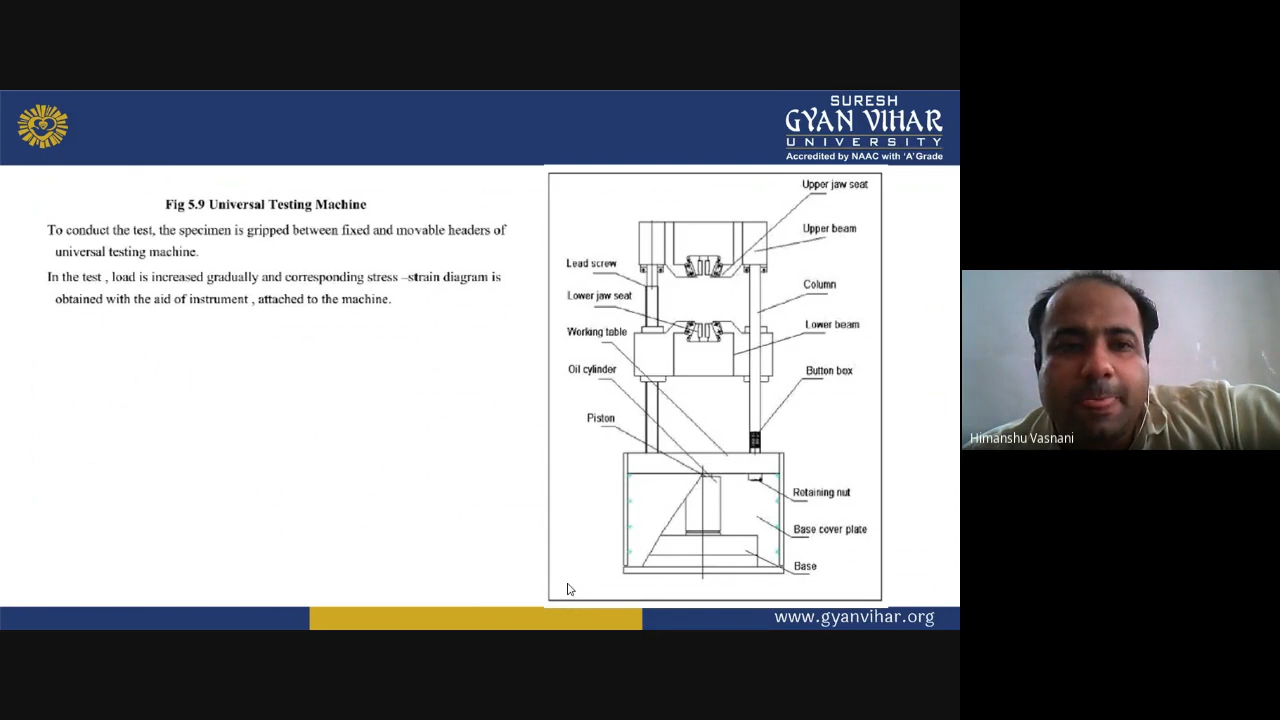 SURESH
GYAN VIHAR
UNIVERSITY
Accredited by NAAC with 'A' Grade
Fig 5.9 Universal Testing Machine
To conduct the test, the specimen is gripped between fixed and movable headers of
universal testing machine.
In the test , load is increased gradually and corresponding stress –strain diagram is
obtained with the aid of instrument , attached to the machine.
Upper jaw seat
Upper beam
Lead screw
Column
Lower jaw seat
Lower beam
Working table
Oil cylinder
Button box
Piston
Rotaining nut
Base cover plate
Base
www.gyanvihar.org
Himanshu Vasnani